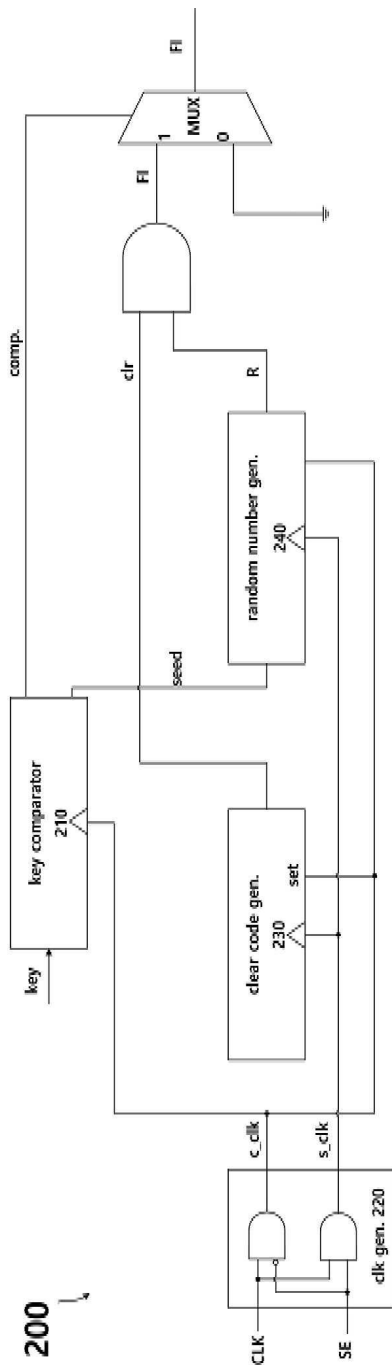 200
key
key comparator
210
comp.
seed
clr
clear code gen.
230
set
random number gen.
240
R
FI
1
MUX
0
FI
CLK
SE
c_clk
s_clk
clk gen. 220